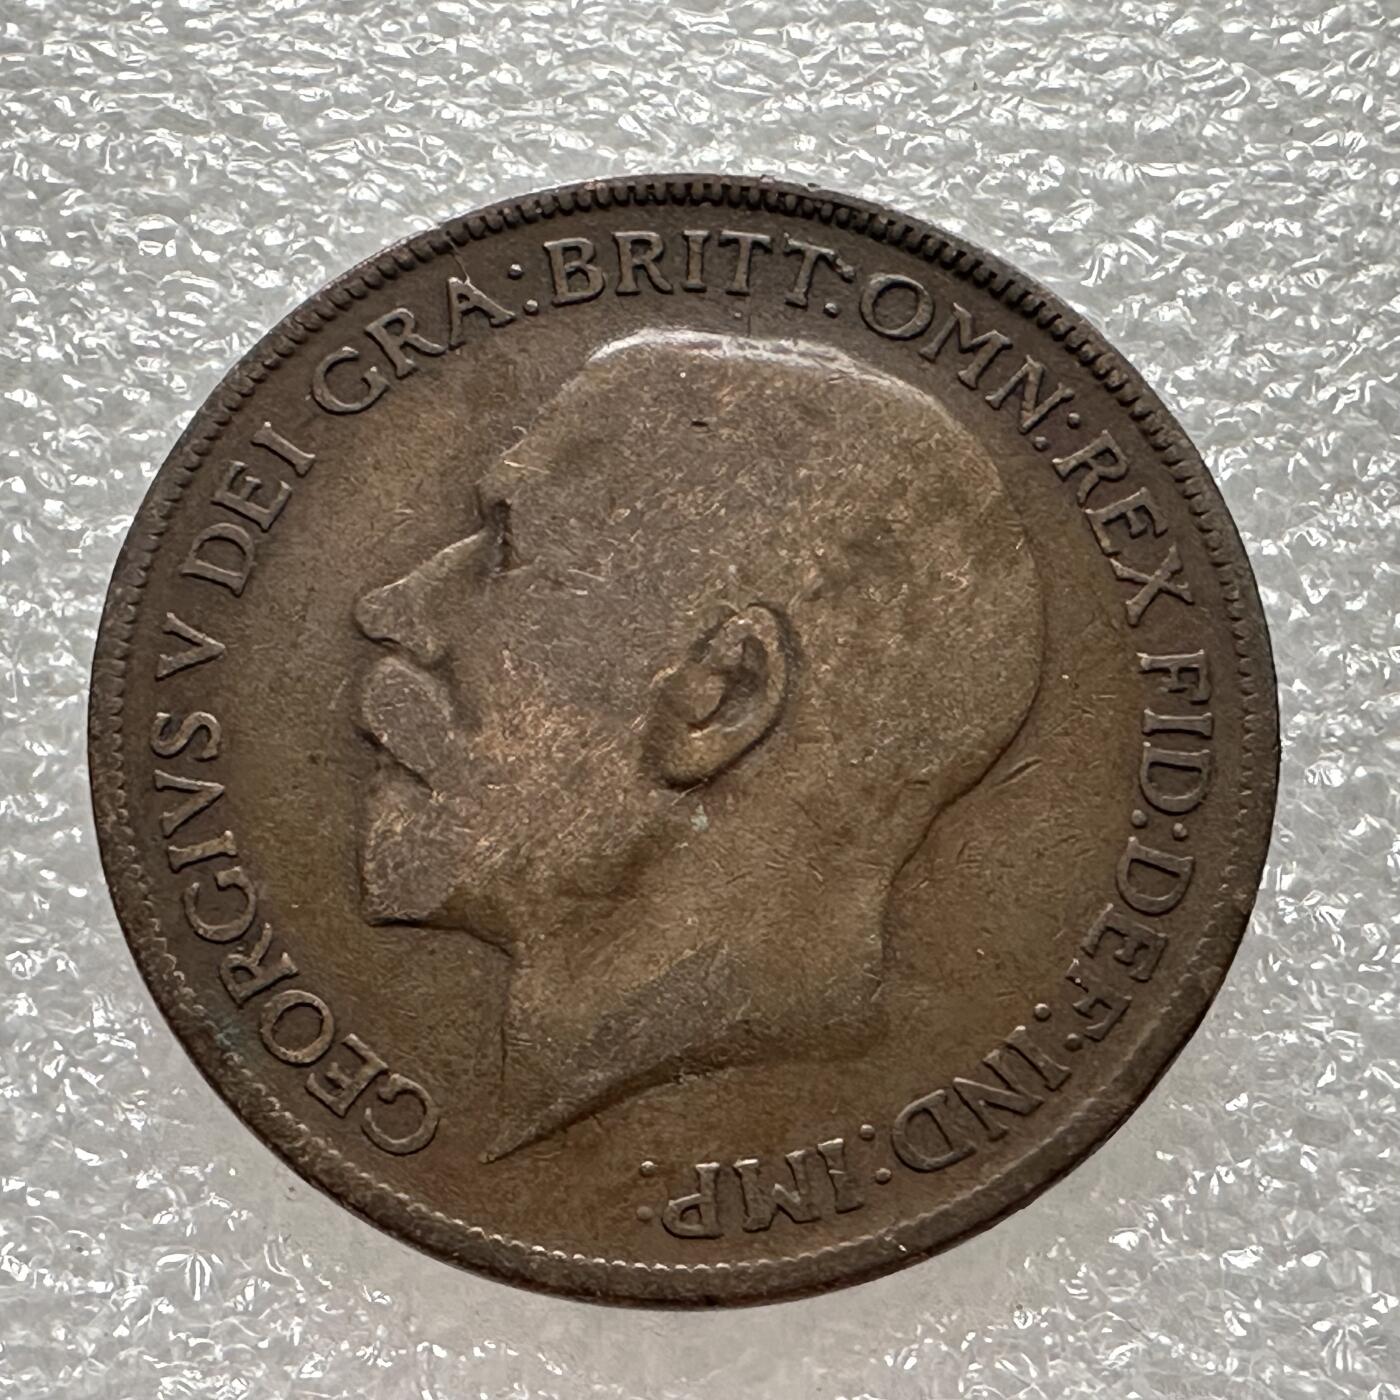 GEORGIVS V DEI GRA: BRITT: OMN: REX FID: DEF: IND: IMP: